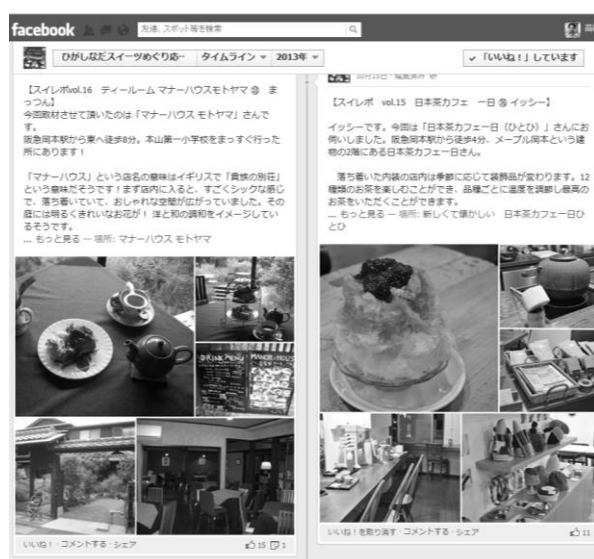 facebook
友達、スポット等を検索
ひがしなだスイーツめぐり応…
タイムライン
2013年
「いいね！」しています
【スイレポvol.16　ティールーム マナーハウスモトヤマ ㉘　ま
っつん】
今回取材させて頂いたのは「マナーハウス モトヤマ」さんで
す。
阪急岡本駅から東へ徒歩8分。本山第一小学校をまっすぐ行った
所にあります！
「マナーハウス」という店名の意味はイギリスで「貴族の別荘」
という意味だそうです！まず店内に入ると、すごくシックな感じ
で、落ち着いていて、おしゃれな空間が広がっていました。その
庭には明るくきれいなお花が！ 洋と和の調和をイメージしてい
るそうです。
... もっと見る — 場所: マナーハウス モトヤマ
DRINK MENU
MANOR HOUSE
いいね！ · コメントする · シェア
15
1
10月15日
【スイレポ　vol.15　日本茶カフェ　一日 ㉘ イッシー】
イッシーです。今回は「日本茶カフェ一日（ひとひ）」さんにお
伺いしました。阪急岡本駅から徒歩4分、メープル岡本という建
物の2階にある日本茶カフェ一日さん。
落ち着いた内装の店内は季節に応じて装飾品が変わります。12
種類のお茶を楽しむことができ、品種ごとに温度を調節し最高の
お茶をいただくことができます。
... もっと見る — 場所: 新しくて懐かしい　日本茶カフェ一日ひ
とひ
いいね！を取り消す · コメントする · シェア
11